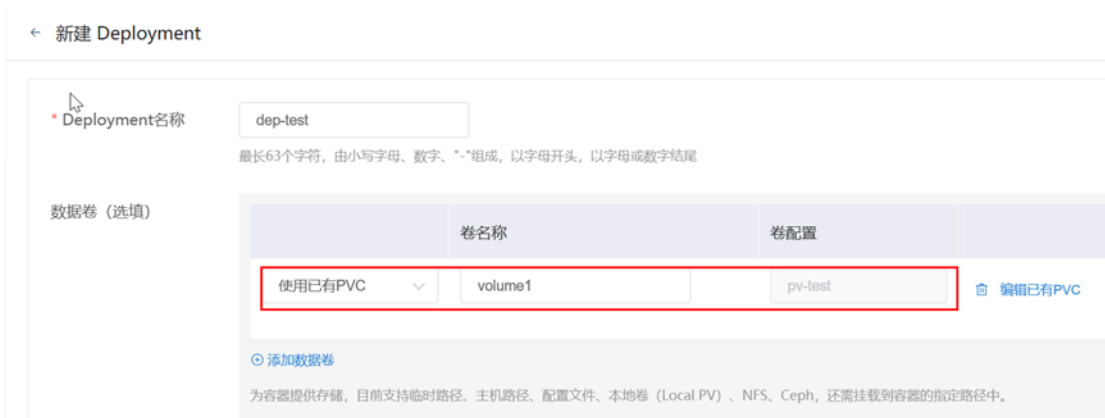 ← 新建 Deployment
* Deployment名称
dep-test
最长63个字符，由小写字母、数字、"-"组成，以字母开头，以字母或数字结尾
数据卷（选填）
卷名称 卷配置
使用已有PVC volume1 pv-test 编辑已有PVC
添加数据卷
为容器提供存储，目前支持临时路径、主机路径、配置文件、本地卷（Local PV）、NFS、Ceph，还需挂载到容器的指定路径中。